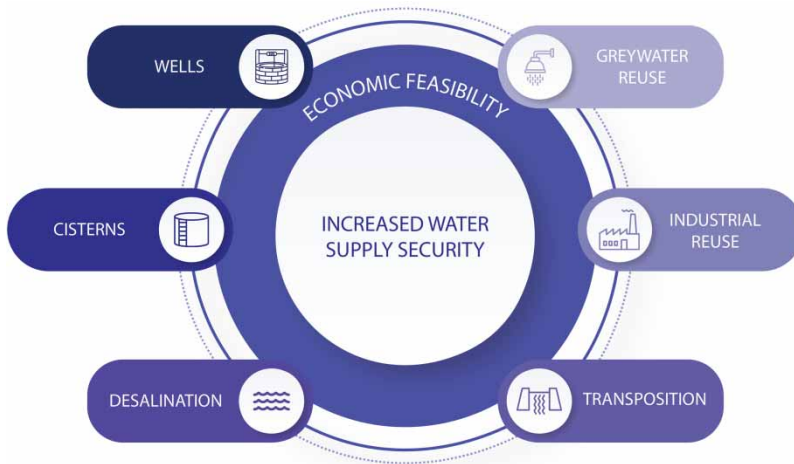 WELLS
GREYWATER
REUSE
ECONOMIC FEASIBILITY
CISTERNS
INCREASED WATER
SUPPLY SECURITY
INDUSTRIAL
REUSE
DESALINATION
TRANSPOSITION